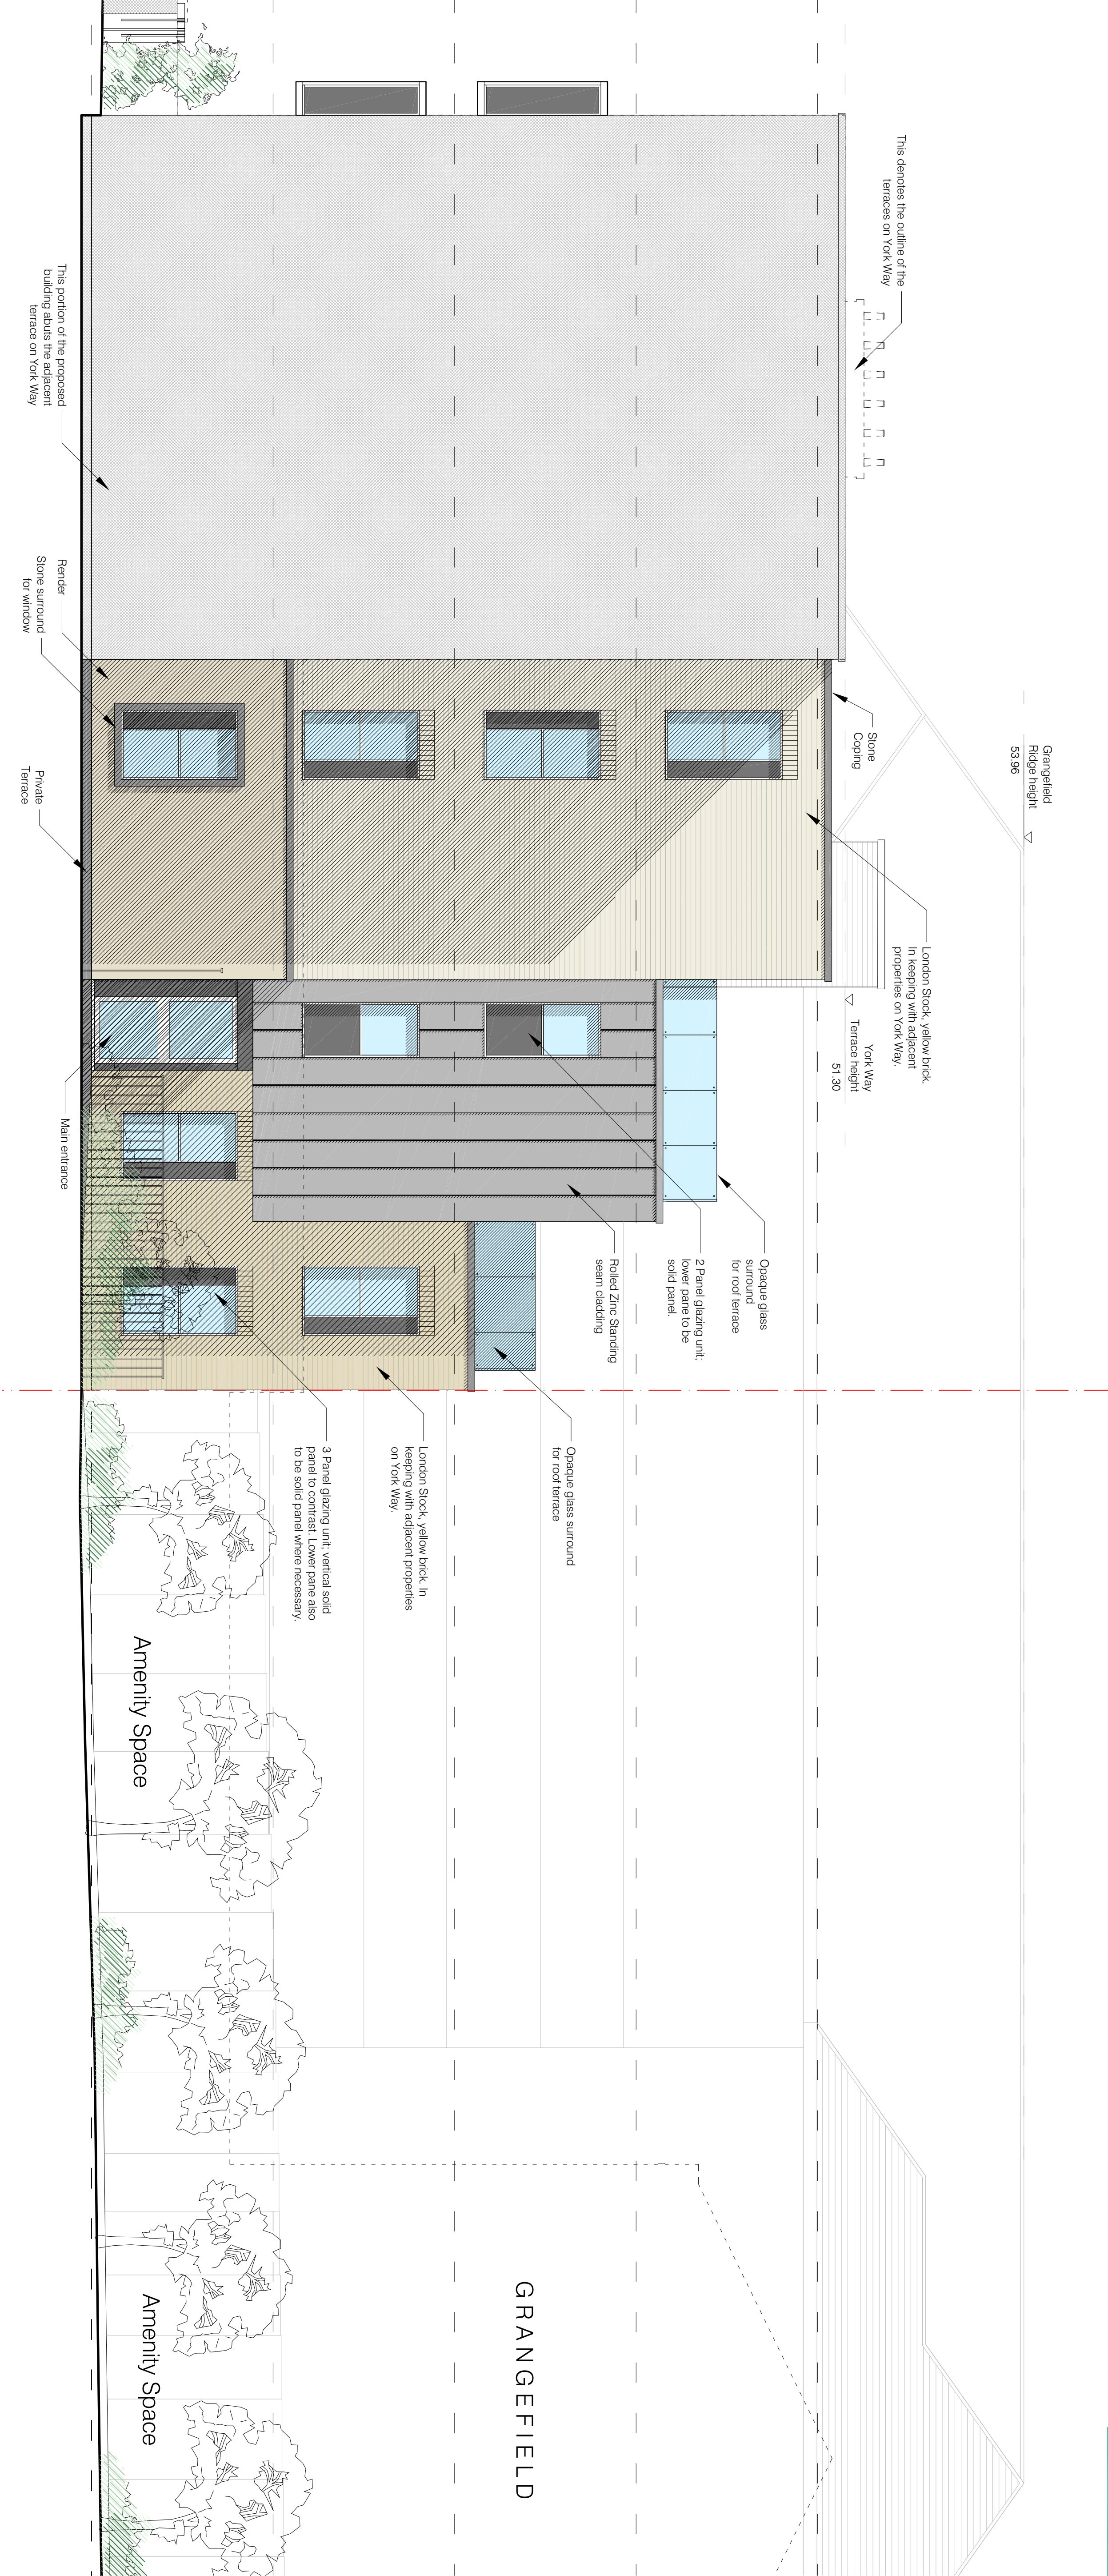 This denotes the outline of the
terraces on York Way
Grangefield
Ridge height
53.96
Stone
Coping
London Stock, yellow brick.
In keeping with adjacent
properties on York Way.
York Way
Terrace height
51.30
Opaque glass
surround
for roof terrace
2 Panel glazing unit;
lower pane to be
solid panel.
Rolled Zinc Standing
seam cladding
Opaque glass surround
for roof terrace
London Stock, yellow brick. In
keeping with adjacent properties
on York Way.
3 Panel glazing unit; vertical solid
panel to contrast. Lower pane also
to be solid panel where necessary.
GRANGEFIELD
Amenity Space
Amenity Space
This portion of the proposed
building abuts the adjacent
terrace on York Way
Render
Stone surround
for window
Private
Terrace
Main entrance